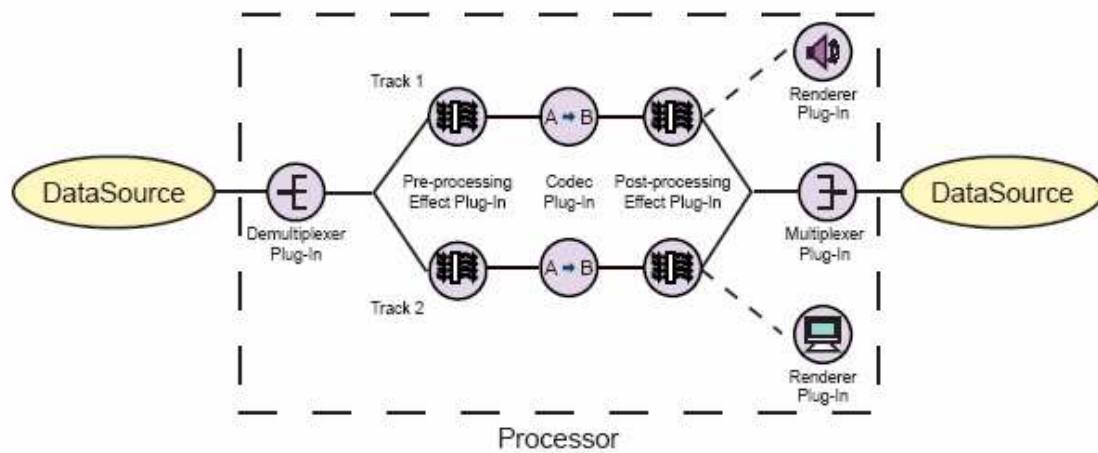 Track 1
Renderer
Plug-In
DataSource
Demultiplexer
Plug-In
Pre-processing
Effect Plug-In
A B
Codec
Plug-In
Post-processing
Effect Plug-In
Multiplexer
Plug-In
DataSource
A B
Track 2
Renderer
Plug-In
Processor